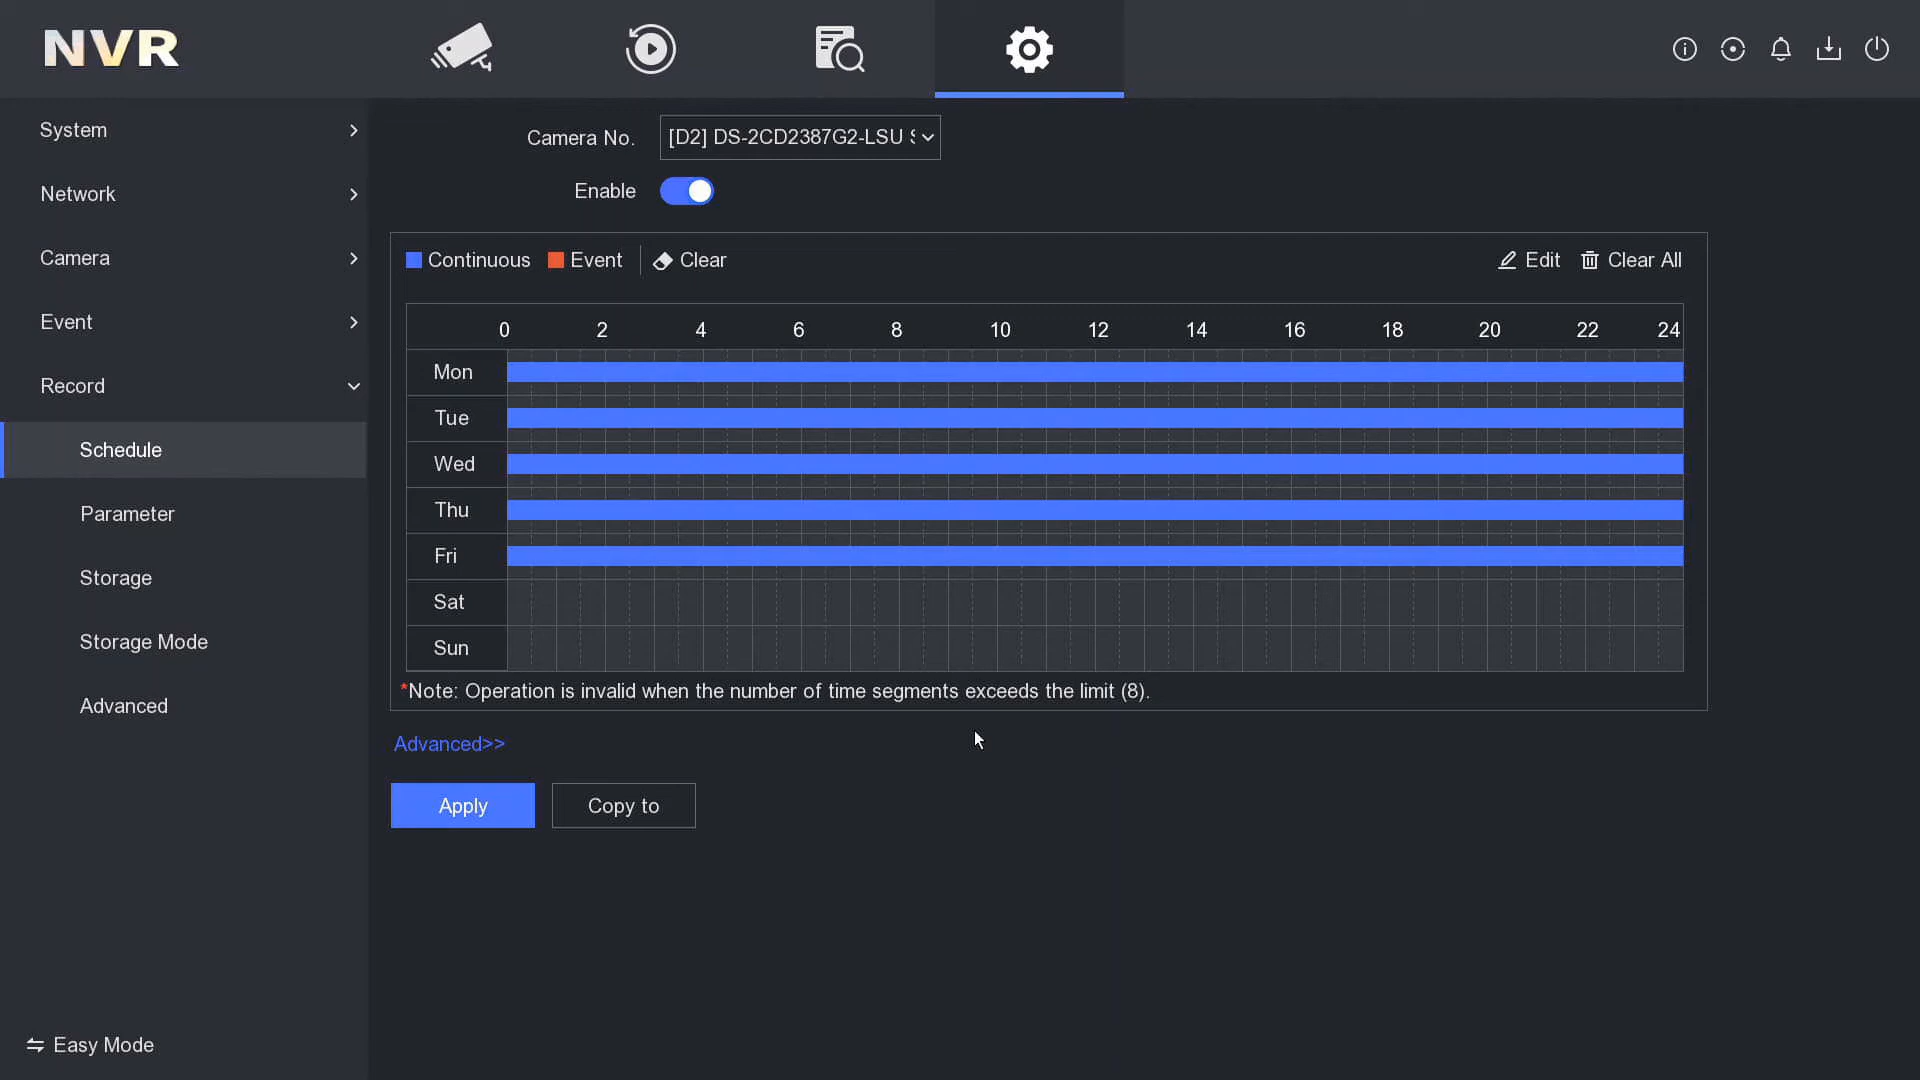 NVR
System
Network
Camera
Event
Record
Schedule
Parameter
Storage
Storage Mode
Advanced
Easy Mode
Camera No. [D2] DS-2CD2387G2-LSU
Enable
Continuous Event Clear Edit Clear All
0 2 4 6 8 10 12 14 16 18 20 22 24
Mon
Tue
Wed
Thu
Fri
Sat
Sun
*Note: Operation is invalid when the number of time segments exceeds the limit (8).
Advanced>>
Apply Copy to